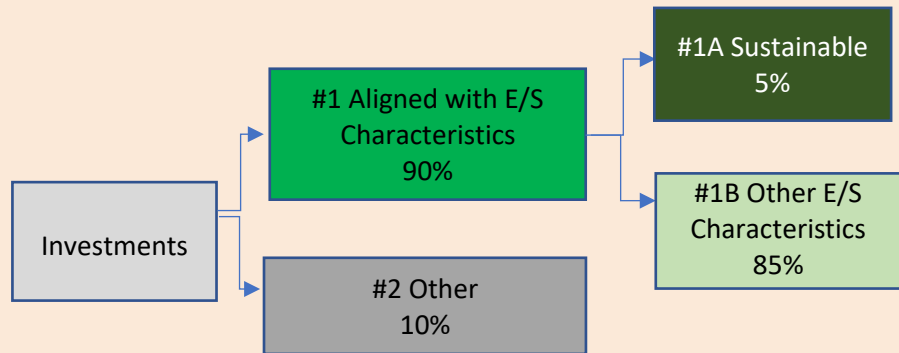 Investments
#1 Aligned with E/S
Characteristics
90%
#2 Other
10%
#1A Sustainable
5%
#1B Other E/S
Characteristics
85%